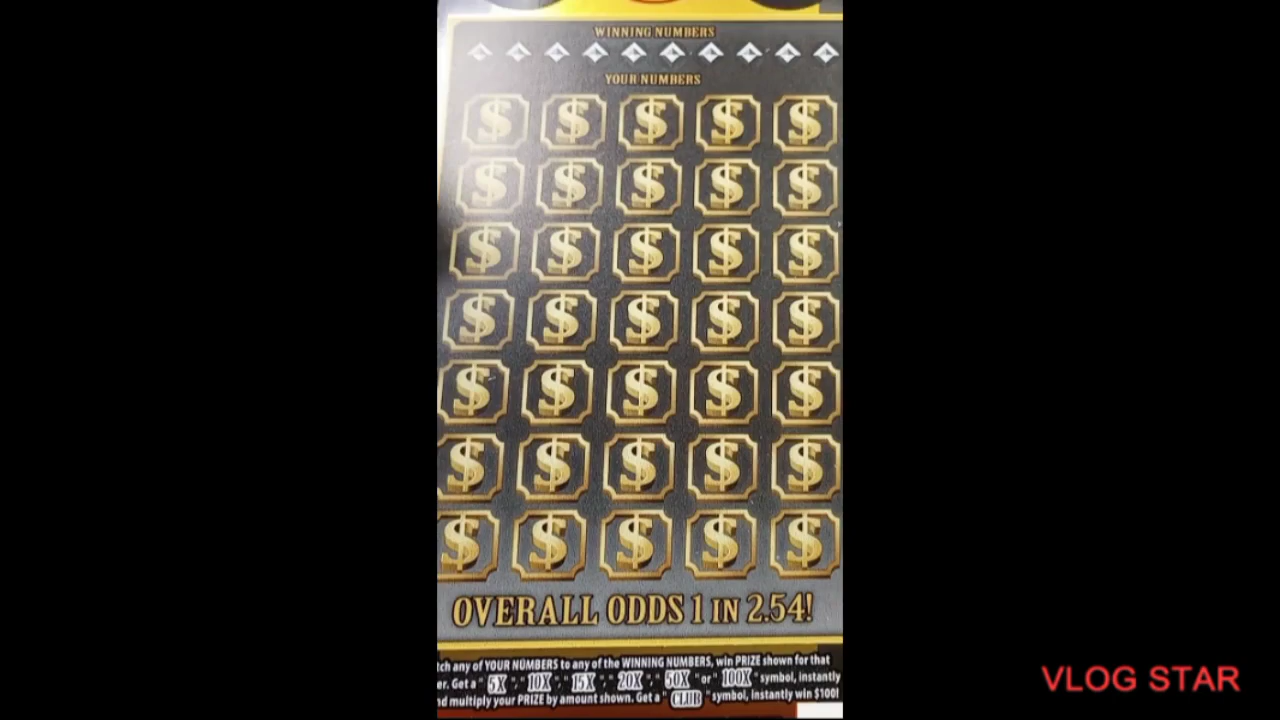 WINNING NUMBERS
YOUR NUMBERS
$ $ $ $ $
$ $ $ $ $
$ $ $ $ $
$ $ $ $ $
$ $ $ $ $
$ $ $ $ $
$ $ $ $ $
OVERALL ODDS 1 IN 2.54!
tch any of YOUR NUMBERS to any of the WINNING NUMBERS, win PRIZE shown for that
er. Get a "5X", "10X", "15X", "20X", "50X" or "100X" symbol, instantly
nd multiply your PRIZE by amount shown. Get a "CLUB" symbol, instantly win $100!
VLOG STAR